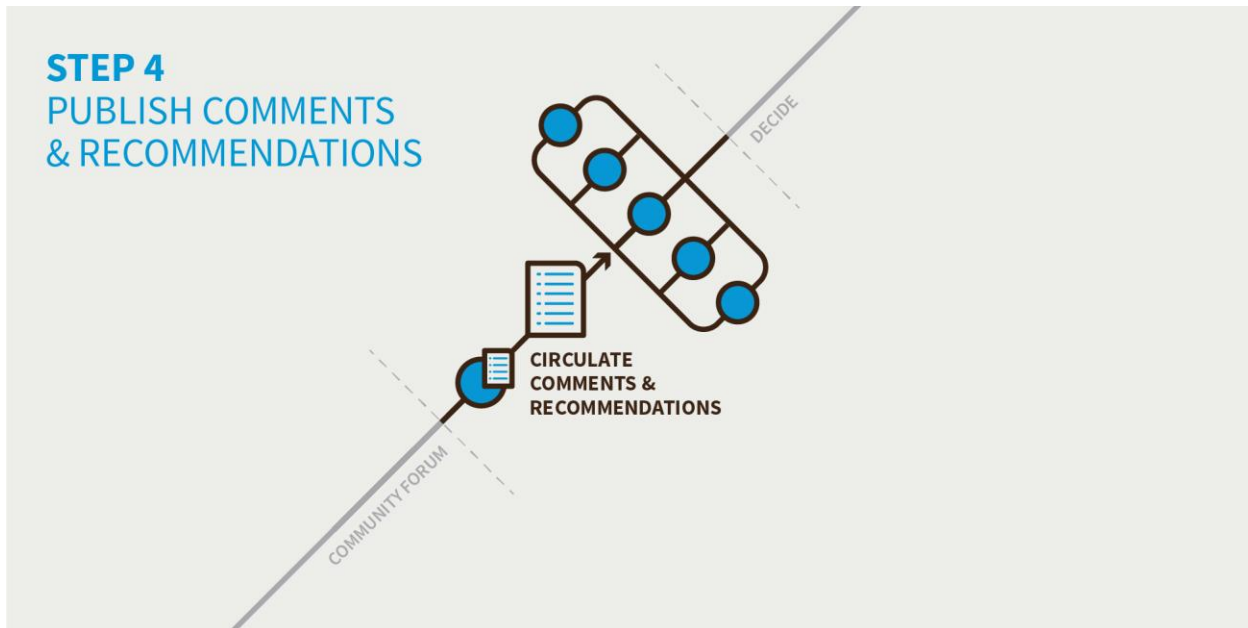 STEP 4
PUBLISH COMMENTS
& RECOMMENDATIONS
DECIDE
CIRCULATE
COMMENTS &
RECOMMENDATIONS
COMMUNITY FORUM